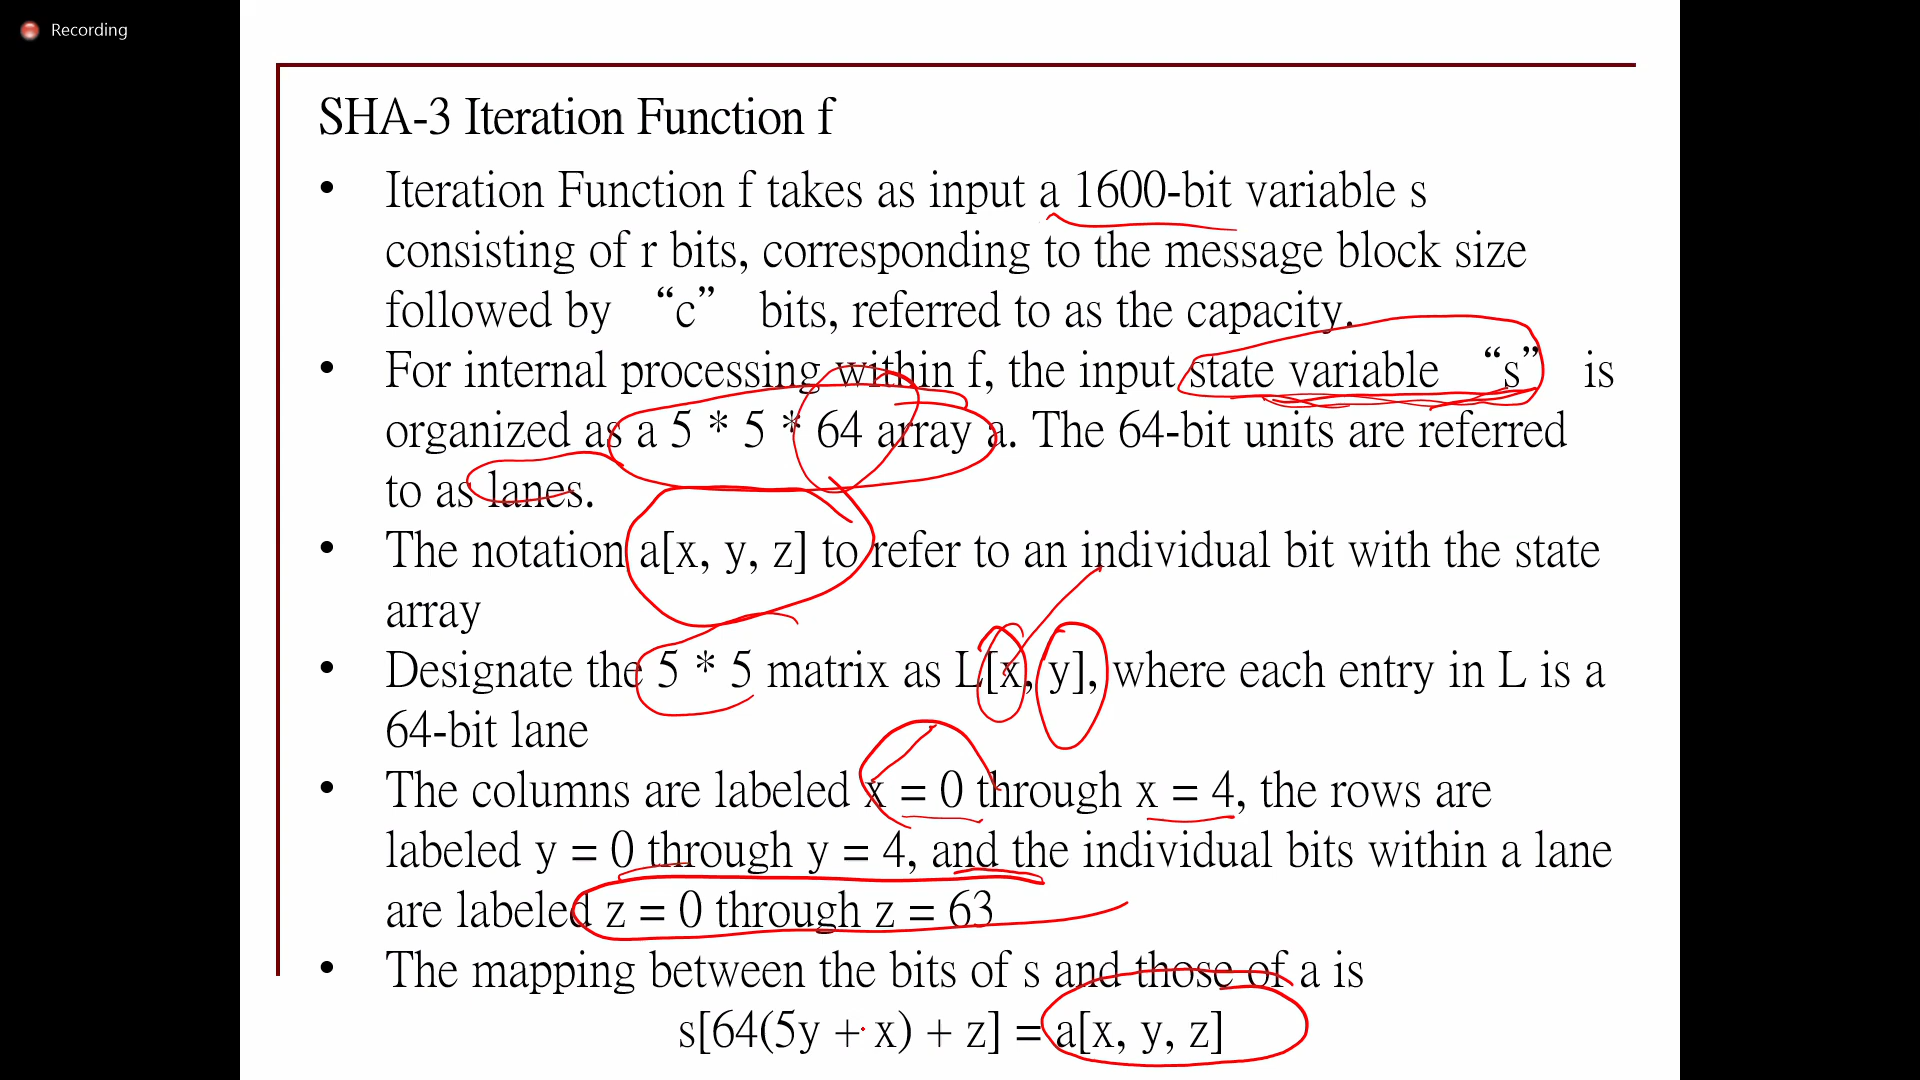 Recording
SHA-3 Iteration Function f
• Iteration Function f takes as input a 1600-bit variable s
consisting of r bits, corresponding to the message block size
followed by “c” bits, referred to as the capacity.
• For internal processing within f, the input state variable “s” is
organized as a 5 * 5 * 64 array a. The 64-bit units are referred
to as lanes.
• The notation a[x, y, z] to refer to an individual bit with the state
array
• Designate the 5 * 5 matrix as L[x, y], where each entry in L is a
64-bit lane
• The columns are labeled x = 0 through x = 4, the rows are
labeled y = 0 through y = 4, and the individual bits within a lane
are labeled z = 0 through z = 63
• The mapping between the bits of s and those of a is
s[64(5y + x) + z] = a[x, y, z]